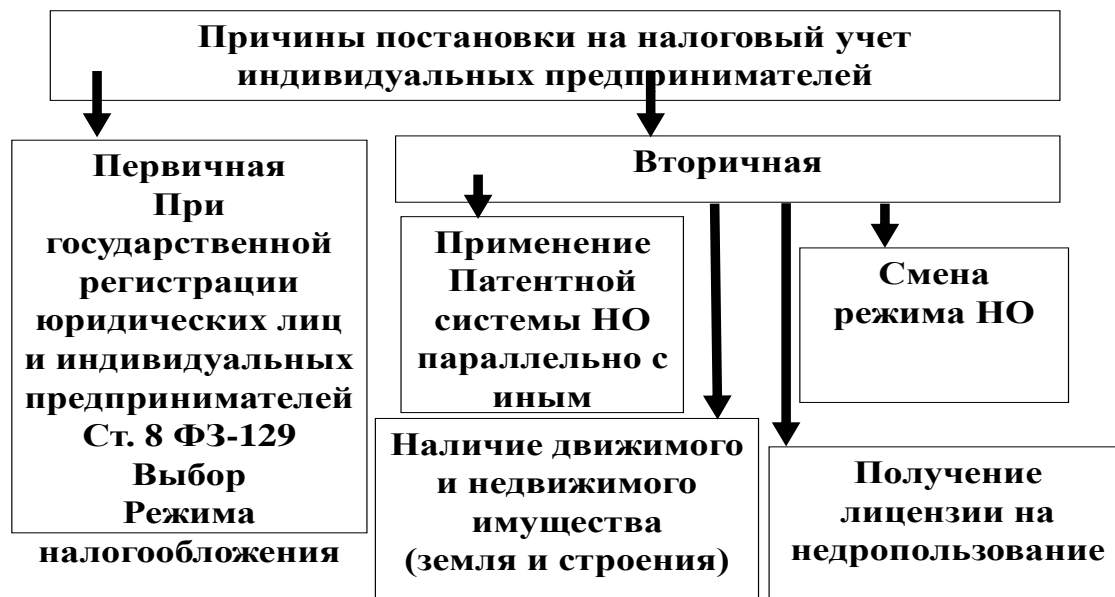 Причины постановки на налоговый учет
индивидуальных предпринимателей
Первичная
При
государственной
регистрации
юридических лиц
и индивидуальных
предпринимателей
Ст. 8 ФЗ-129
Выбор
Режима
налогообложения
Вторичная
Применение
Патентной
системы НО
параллельно с
иным
Смена
режима НО
Наличие движимого
и недвижимого
имущества
(земля и строения)
Получение
лицензии на
недропользование